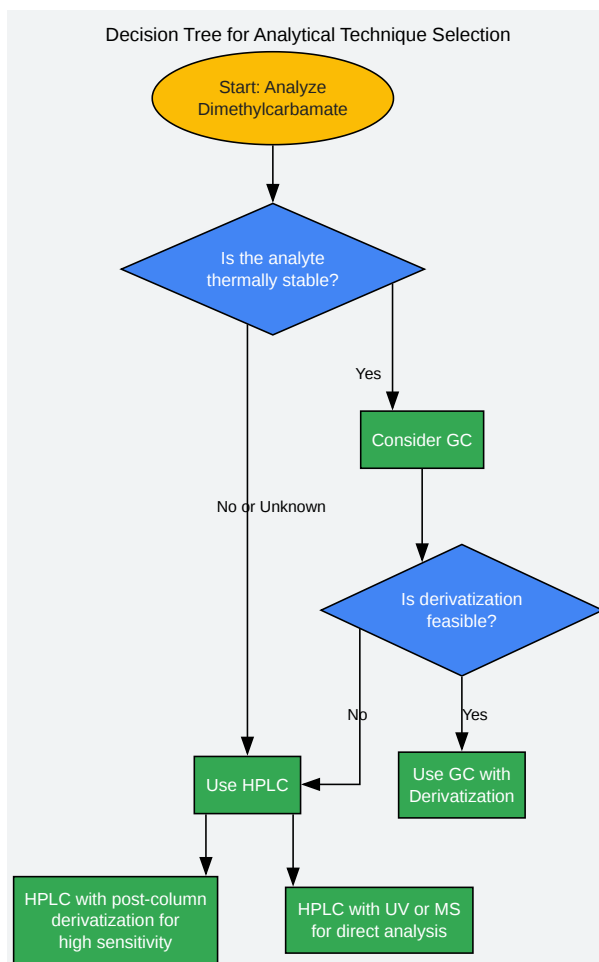 Decision Tree for Analytical Technique Selection
Start: Analyze
Dimethylcarbamate
Is the analyte
thermally stable?
Yes
Consider GC
No or Unknown
Is derivatization
feasible?
No
Yes
Use HPLC
Use GC with
Derivatization
HPLC with post-column
derivatization for
high sensitivity
HPLC with UV or MS
for direct analysis